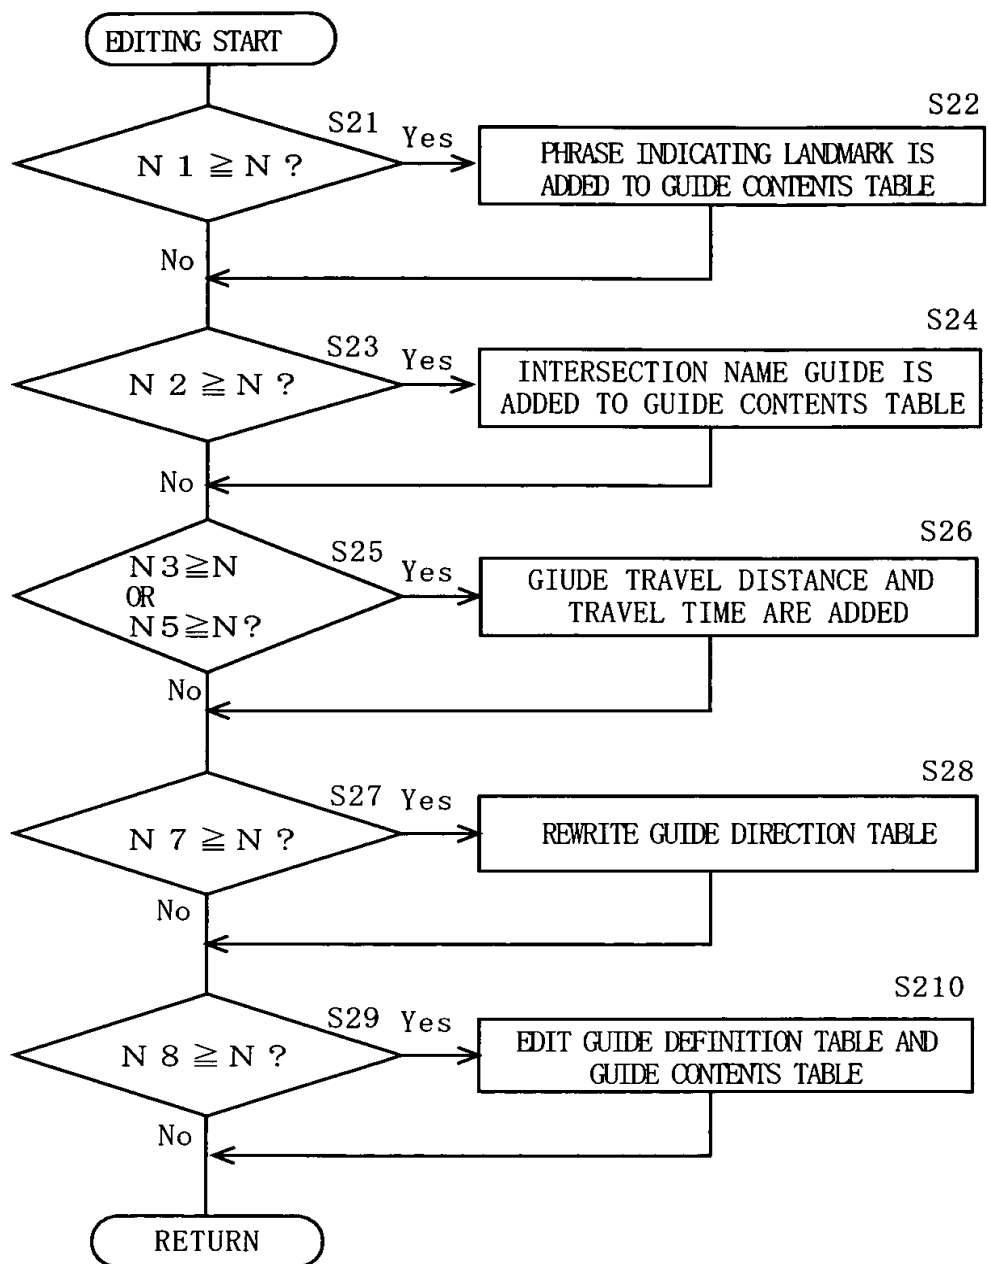 EDITING START
S21
S22
N 1 ≧ N ?
Yes
PHRASE INDICATING LANDMARK IS
ADDED TO GUIDE CONTENTS TABLE
No
S23
S24
N 2 ≧ N ?
Yes
INTERSECTION NAME GUIDE IS
ADDED TO GUIDE CONTENTS TABLE
No
S25
S26
N3≧N
OR
N5≧N?
Yes
GIUDE TRAVEL DISTANCE AND
TRAVEL TIME ARE ADDED
No
S27
S28
N 7 ≧ N ?
Yes
REWRITE GUIDE DIRECTION TABLE
No
S29
S210
N 8 ≧ N ?
Yes
EDIT GUIDE DEFINITION TABLE AND
GUIDE CONTENTS TABLE
No
RETURN